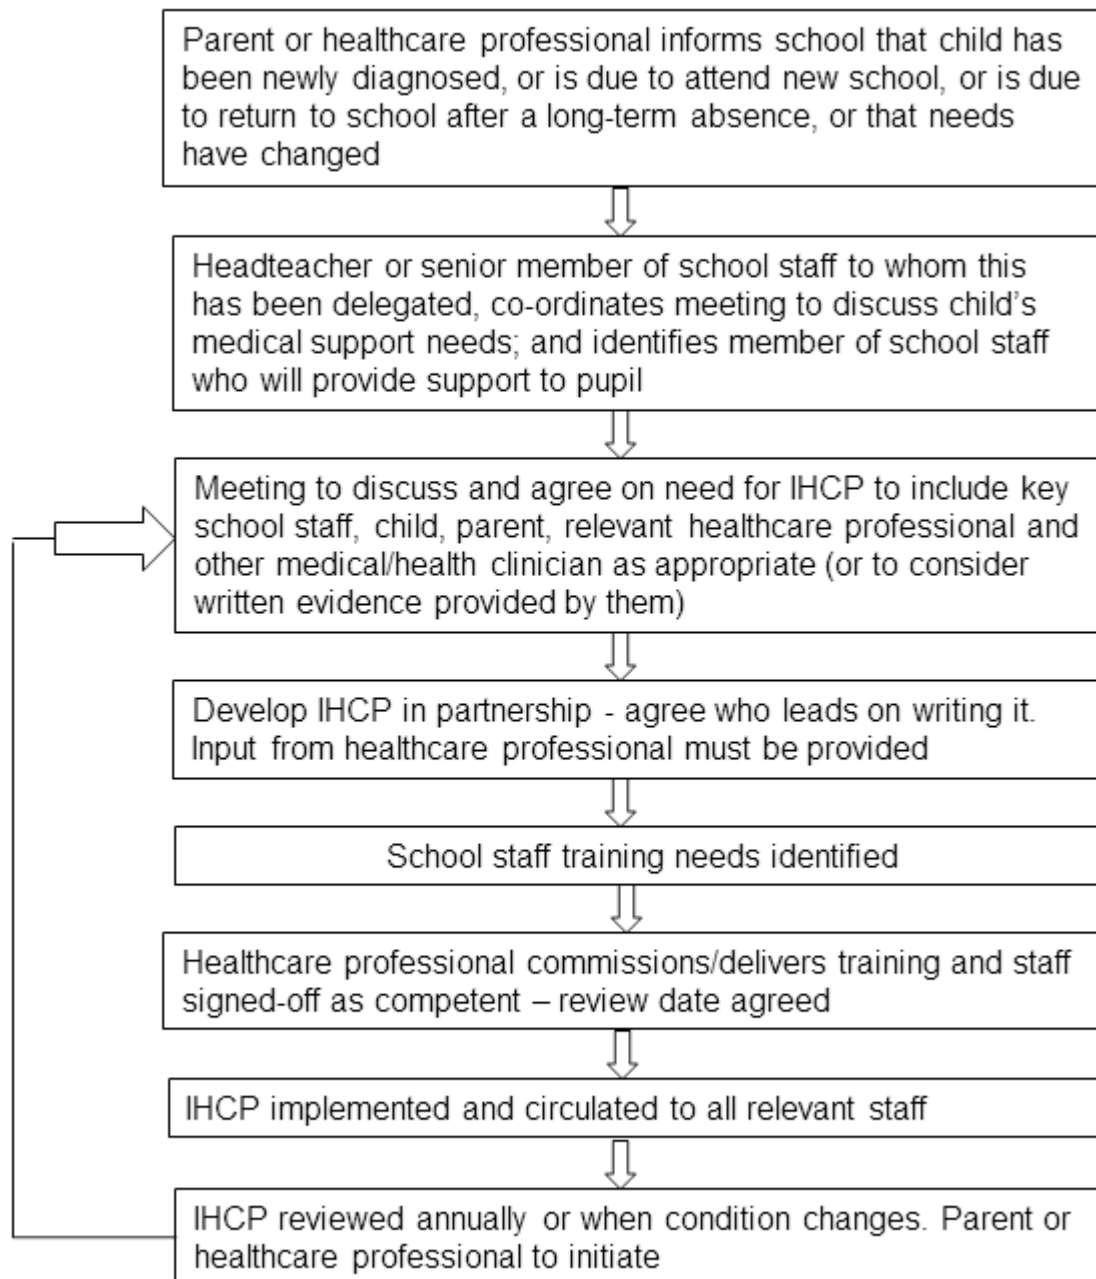 Parent or healthcare professional informs school that child has
been newly diagnosed, or is due to attend new school, or is due
to return to school after a long-term absence, or that needs
have changed
Headteacher or senior member of school staff to whom this
has been delegated, co-ordinates meeting to discuss child's
medical support needs; and identifies member of school staff
who will provide support to pupil
Meeting to discuss and agree on need for IHCP to include key
school staff, child, parent, relevant healthcare professional and
other medical/health clinician as appropriate (or to consider
written evidence provided by them)
Develop IHCP in partnership - agree who leads on writing it.
Input from healthcare professional must be provided
School staff training needs identified
Healthcare professional commissions/delivers training and staff
signed-off as competent – review date agreed
IHCP implemented and circulated to all relevant staff
IHCP reviewed annually or when condition changes. Parent or
healthcare professional to initiate